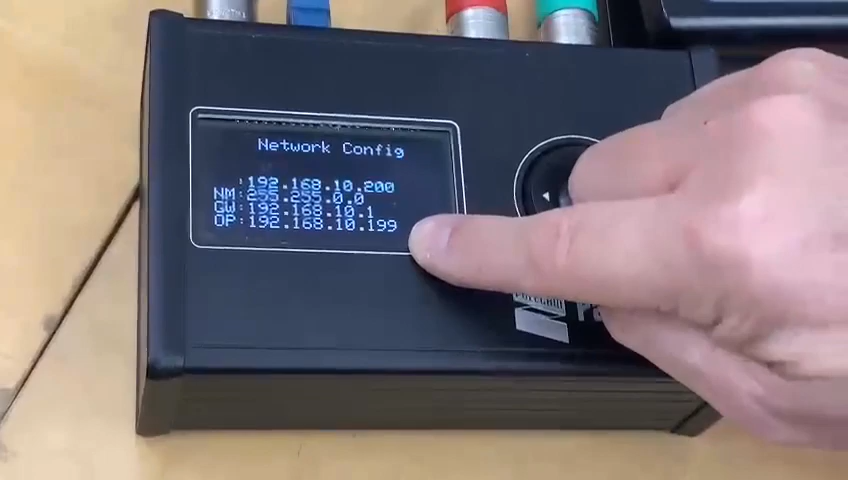 Network Config
: 192.168.10.200
NM: 255.255.0.0
GW: 192.168.10.1
OP: 192.168.10.199